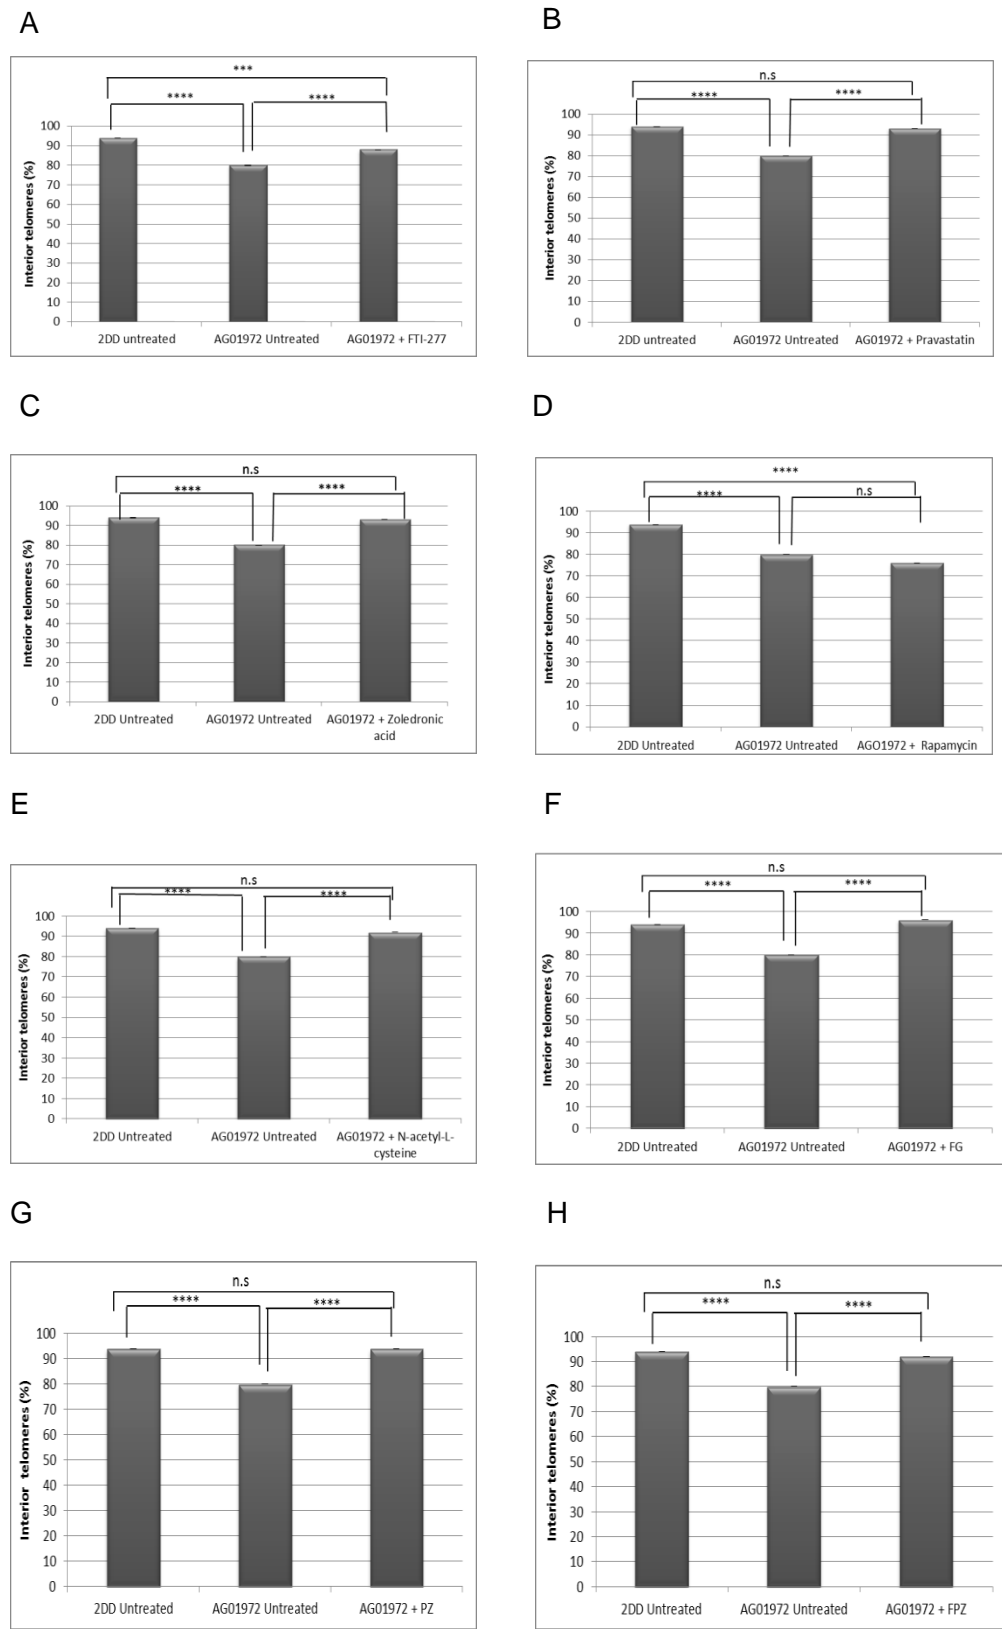 A
***
****
****
Interior telomeres (%)
100
90
80
70
60
50
40
30
20
10
0
2DD untreated
AG01972 Untreated
AG01972 + FTI-277
B
n.s
****
****
Interior telomeres (%)
100
90
80
70
60
50
40
30
20
10
0
2DD untreated
AG01972 Untreated
AG01972 + Pravastatin
C
n.s
****
****
Interior telomeres (%)
100
90
80
70
60
50
40
30
20
10
0
2DD Untreated
AG01972 Untreated
AG01972 + Zoledronic
acid
D
****
****
n.s
Interior telomeres (%)
100
90
80
70
60
50
40
30
20
10
0
2DD Untreated
AG01972 Untreated
AGO1972 + Rapamycin
E
n.s
****
****
Interior telomeres (%)
100
90
80
70
60
50
40
30
20
10
0
2DD Untreated
AG01972 Untreated
AG01972 + N-acetyl-L-
cysteine
F
n.s
****
****
Interior telomeres (%)
100
90
80
70
60
50
40
30
20
10
0
2DD Untreated
AG01972 Untreated
AG01972 + FG
G
n.s
****
****
Interior telomeres (%)
100
90
80
70
60
50
40
30
20
10
0
2DD Untreated
AG01972 Untreated
AG01972 + PZ
H
n.s
****
****
Interior telomeres (%)
100
90
80
70
60
50
40
30
20
10
0
2DD Untreated
AG01972 Untreated
AG01972 + FPZ